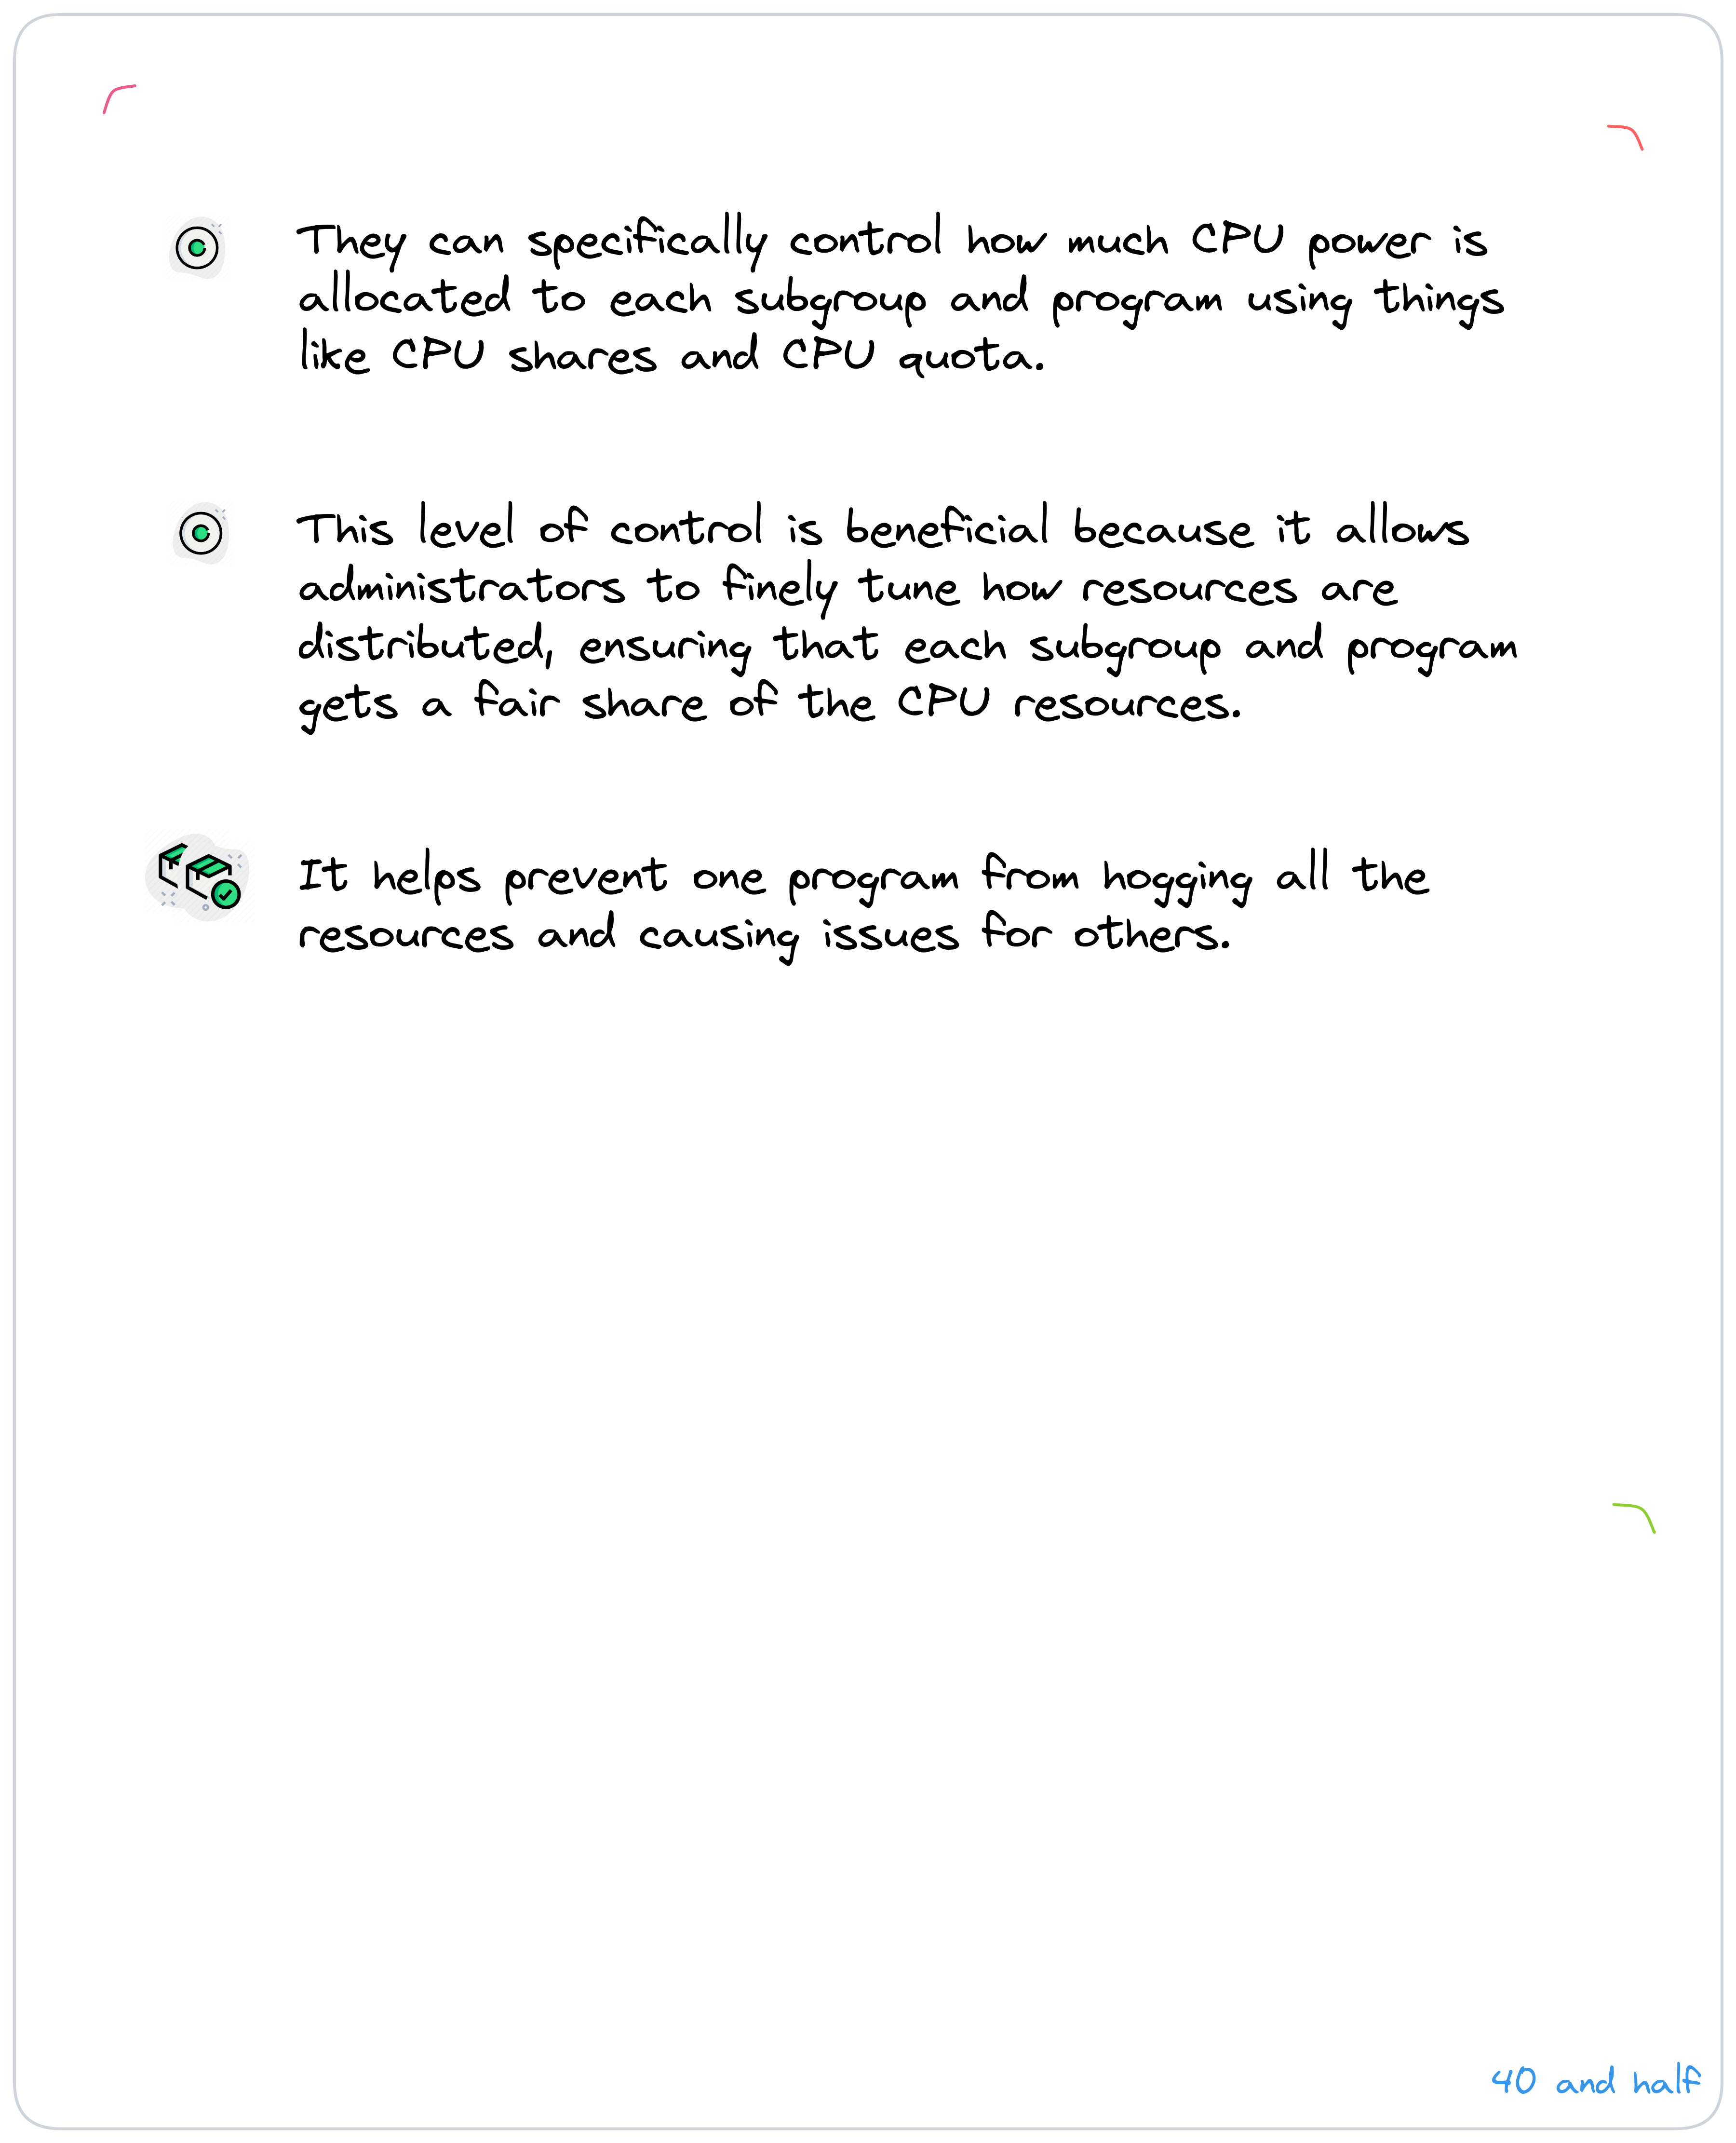 They can specifically control how much CPU power is
allocated to each subgroup and program using things
like CPU shares and CPU quota.
This level of control is beneficial because it allows
administrators to finely tune how resources are
distributed, ensuring that each subgroup and program
gets a fair share of the CPU resources.
It helps prevent one program from hogging all the
resources and causing issues for others.
40 and half